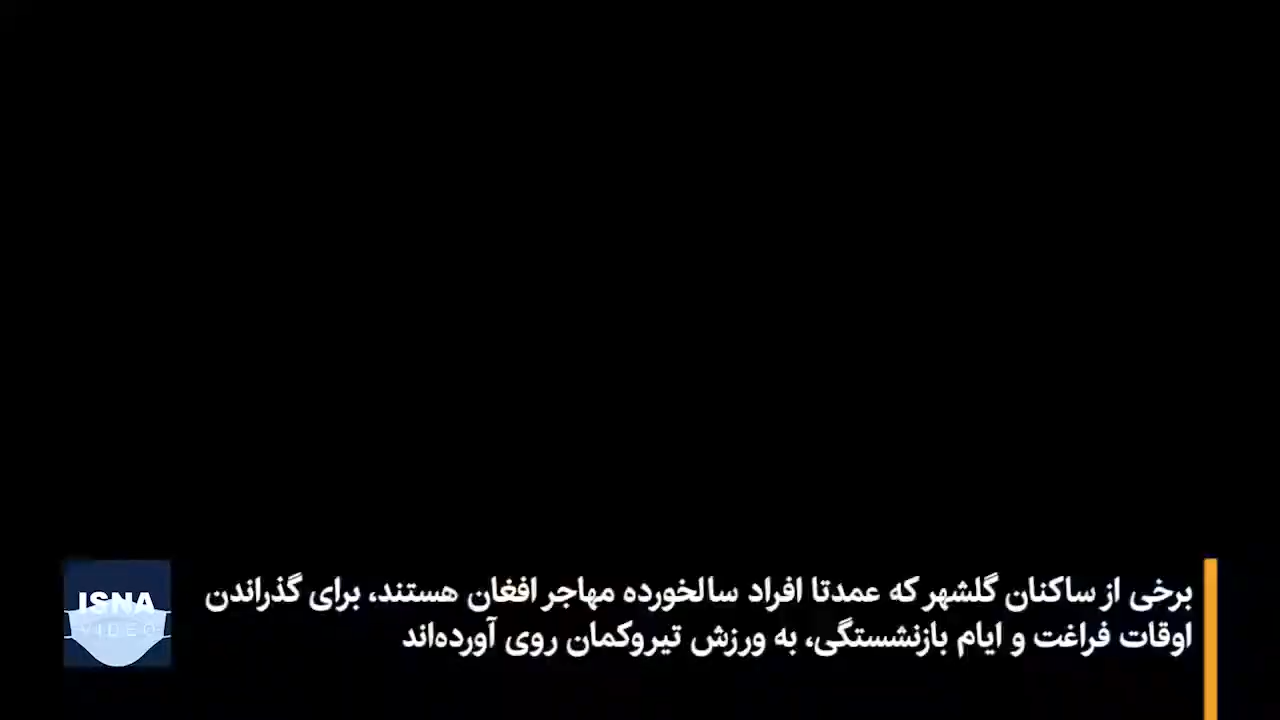 برخی از ساکنان گلشهر که عمدتا افراد سالخورده مهاجر افغان هستند، برای گذراندن
اوقات فراغت و ایام بازنشستگی، به ورزش تیروکمان روی آورده‌اند
ISNA
VIDEO